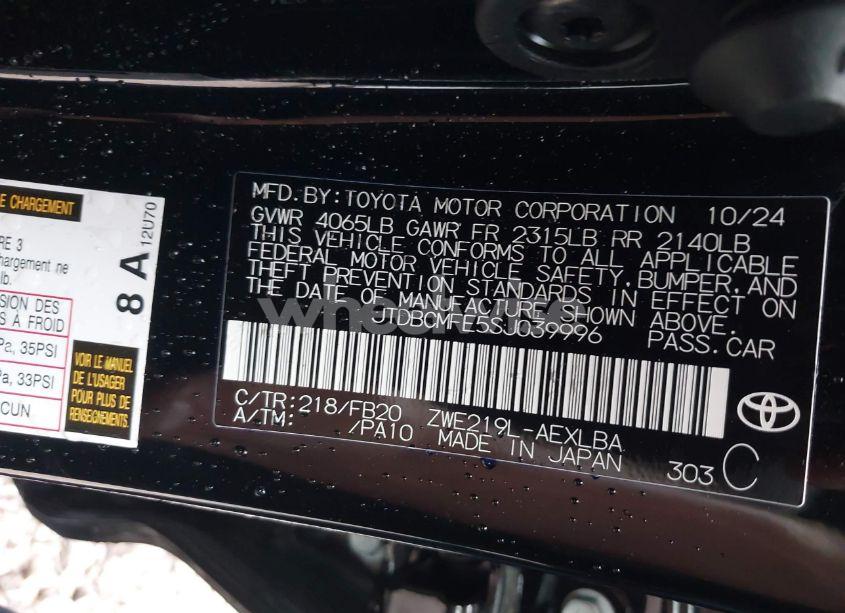 E CHARGEMENT
RE 3
hargement ne
lb.
SION DES
S À FROID
Pa, 35PSI
Pa, 33PSI
CUN
VOIR LE MANUEL
DE L'USAGER
POUR PLUS DE
RENSEIGNEMENTS.
8 A
12U70
MFD.BY:TOYOTA MOTOR CORPORATION 10/24
GVWR 4065LB GAWR FR 2315LB RR 2140LB
THIS VEHICLE CONFORMS TO ALL APPLICABLE
FEDERAL MOTOR VEHICLE SAFETY,BUMPER,AND
THEFT PREVENTION STANDARDS IN EFFECT ON
THE DATE OF MANUFACTURE SHOWN ABOVE.
JTDBCMFE5SJ039996 PASS.CAR
C/TR:218/FB20 ZWE219L-AEXLBA
A/TM: /PA10 MADE IN JAPAN 303 C